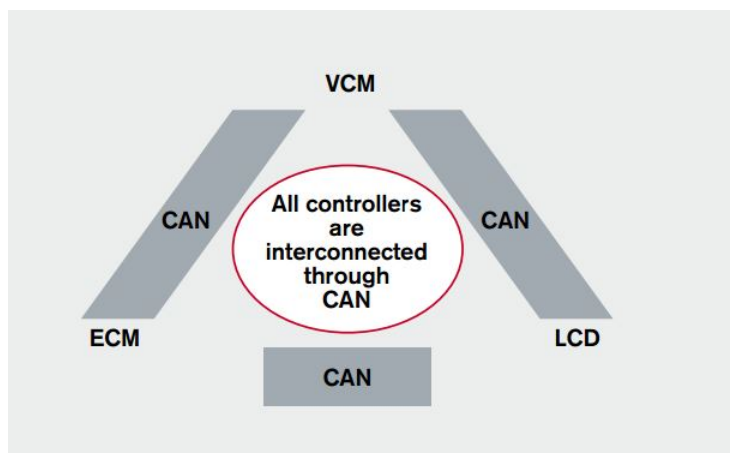 VCM
CAN
CAN
All controllers
are
interconnected
through
CAN
ECM
LCD
CAN